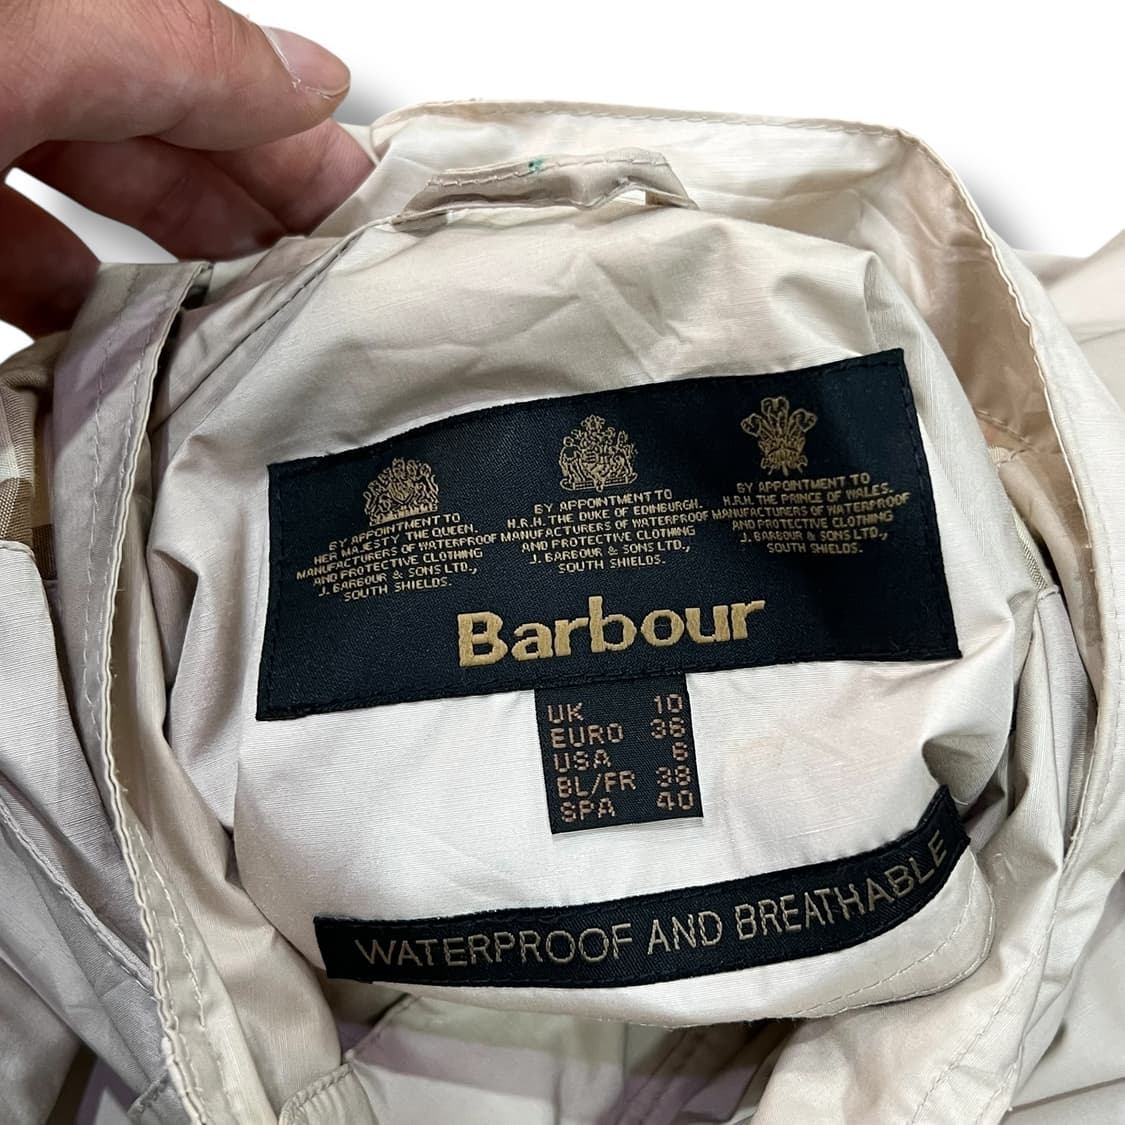 BY APPOINTMENT TO
HER MAJESTY THE QUEEN.
MANUFACTURERS OF WATERPROOF
AND PROTECTIVE CLOTHING
J. BARBOUR & SONS LTD.,
SOUTH SHIELDS.
BY APPOINTMENT TO
H.R.H. THE DUKE OF EDINBURGH.
MANUFACTURERS OF WATERPROOF
AND PROTECTIVE CLOTHING
J. BARBOUR & SONS LTD.,
SOUTH SHIELDS.
BY APPOINTMENT TO
H.R.H. THE PRINCE OF WALES.
MANUFACTURERS OF WATERPROOF
AND PROTECTIVE CLOTHING
J. BARBOUR & SONS LTD.,
SOUTH SHIELDS.
Barbour
UK 10
EURO 36
USA 6
BL/FR 38
SPA 40
WATERPROOF AND BREATHABLE